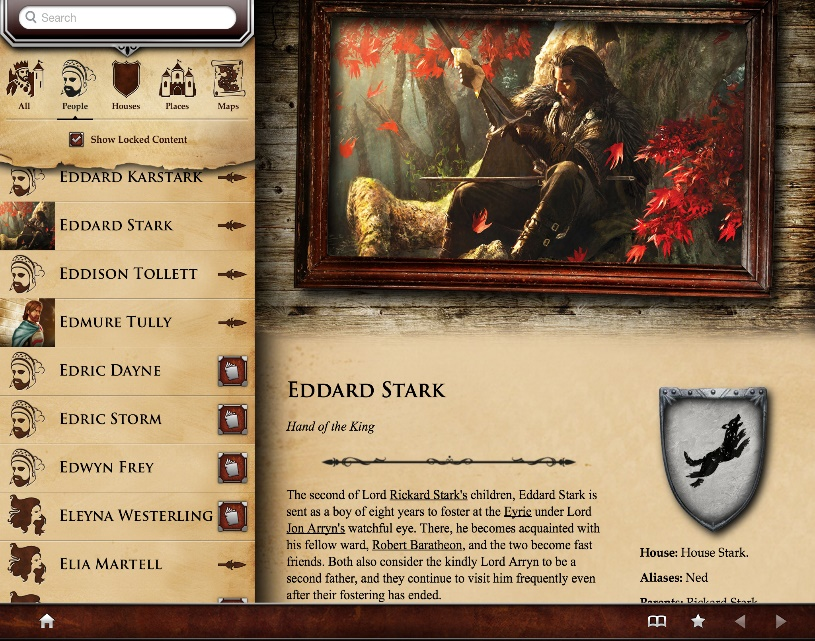 Search
All
People
Houses
Places
Maps
Show Locked Content
EDDARD KARSTARK
EDDARD STARK
EDDISON TOLLETT
EDMURE TULLY
EDRIC DAYNE
EDRIC STORM
EDWYN FREY
ELEYNA WESTERLING
ELIA MARTELL
EDDARD STARK
Hand of the King
The second of Lord Rickard Stark's children, Eddard Stark is
sent as a boy of eight years to foster at the Eyrie under Lord
Jon Arryn's watchful eye. There, he becomes acquainted with
his fellow ward, Robert Baratheon, and the two become fast
friends. Both also consider the kindly Lord Arryn to be a
second father, and they continue to visit him frequently even
after their fostering has ended.
House: House Stark.
Aliases: Ned
Parents: Rickard Stark